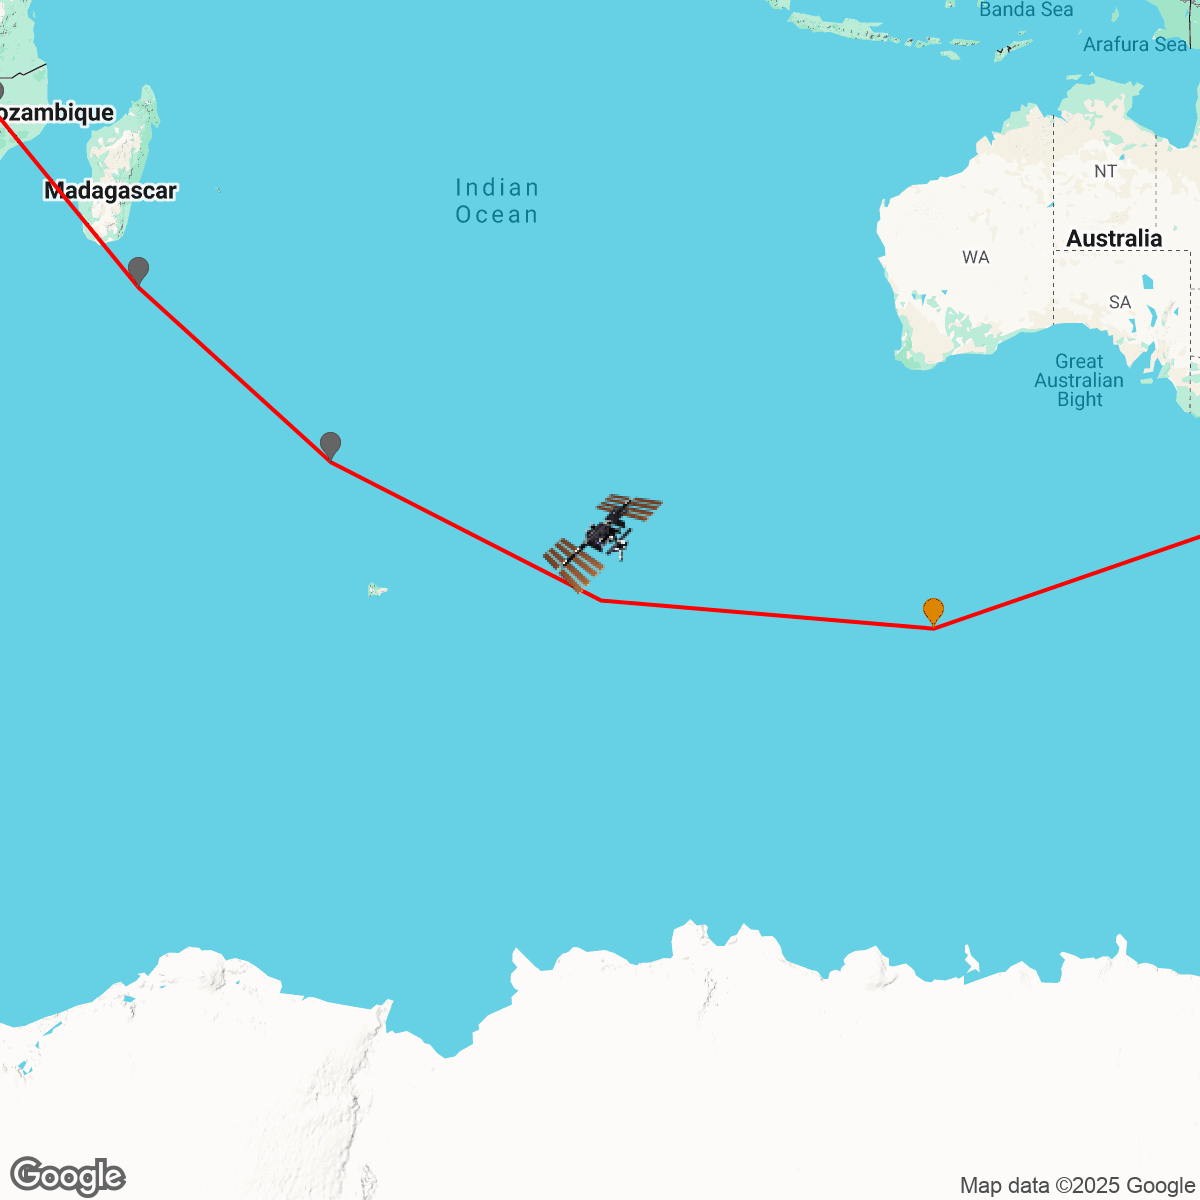 Banda Sea
Arafura Sea
ozambique
Madagascar
Indian
Ocean
NT
Australia
WA
SA
Great
Australian
Bight
Google
Map data ©2025 Google